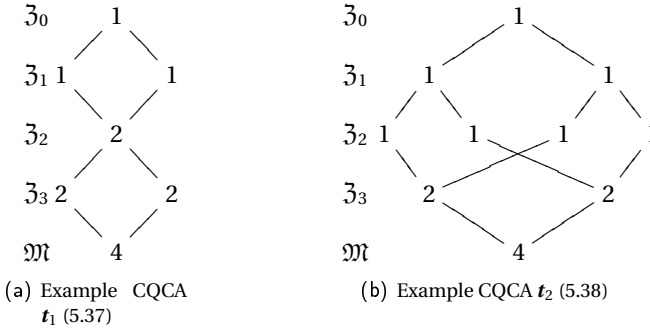 ℨ0 1 ℨ0 1
ℨ1 1 1 ℨ1 1 1
ℨ2 2 ℨ2 1 1 1
ℨ3 2 2 ℨ3 2 2
𝔐 4 𝔐 4
(a) Example CQCA (b) Example CQCA t2 (5.38)
t1 (5.37)